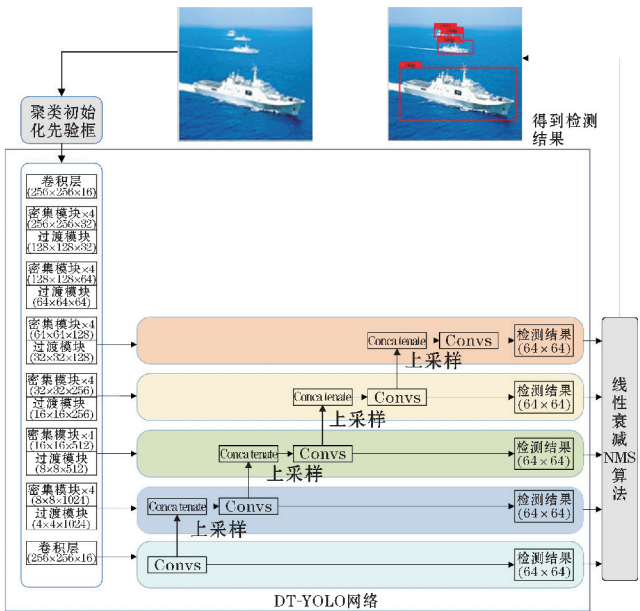 聚类初始
化先验框
得到检测
结果
卷积层
(256×256×16)
密集模块×4
(256×256×32)
过渡模块
(128×128×32)
密集模块×4
(128×128×64)
过渡模块
(64×64×64)
密集模块×4
(64×64×128)
过渡模块
(32×32×128)
密集模块×4
(32×32×256)
过渡模块
(16×16×256)
密集模块×4
(16×16×512)
过渡模块
(8×8×512)
密集模块×4
(8×8×1024)
过渡模块
(4×4×1024)
卷积层
(256×256×16)
Concatenate
Convs
检测结果
(64×64)
上采样
Concatenate
Convs
检测结果
(64×64)
上采样
Concatenate
Convs
检测结果
(64×64)
上采样
Concatenate
Convs
检测结果
(64×64)
上采样
Convs
检测结果
(64×64)
线
性
衰
减
NMS
算
法
DT-YOLO网络